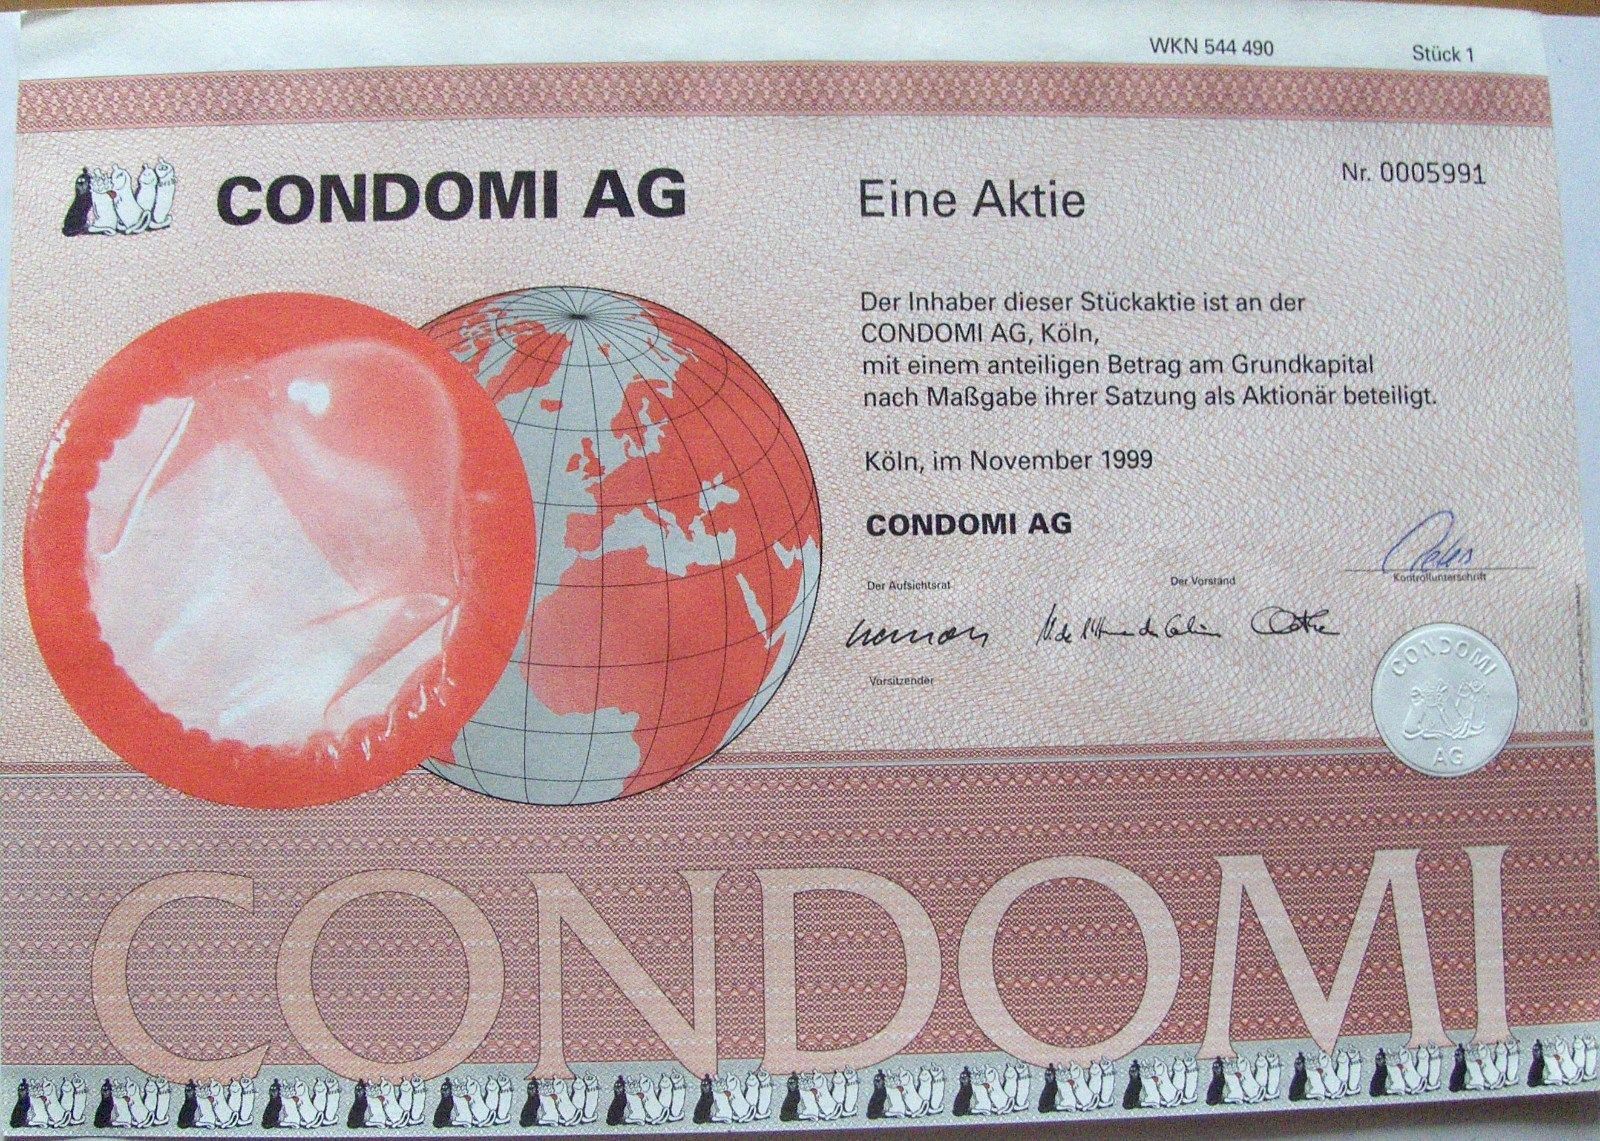 WKN 544 490
Stück 1
CONDOMI AG
Eine Aktie
Nr. 0005991
Der Inhaber dieser Stückaktie ist an der
CONDOMI AG, Köln,
mit einem anteiligen Betrag am Grundkapital
nach Maßgabe ihrer Satzung als Aktionär beteiligt.
Köln, im November 1999
CONDOMI AG
Der Aufsichtsrat
Der Vorstand
Kontrollunterschrift
Vorsitzender
CONDOMI
AG
CONDOMI